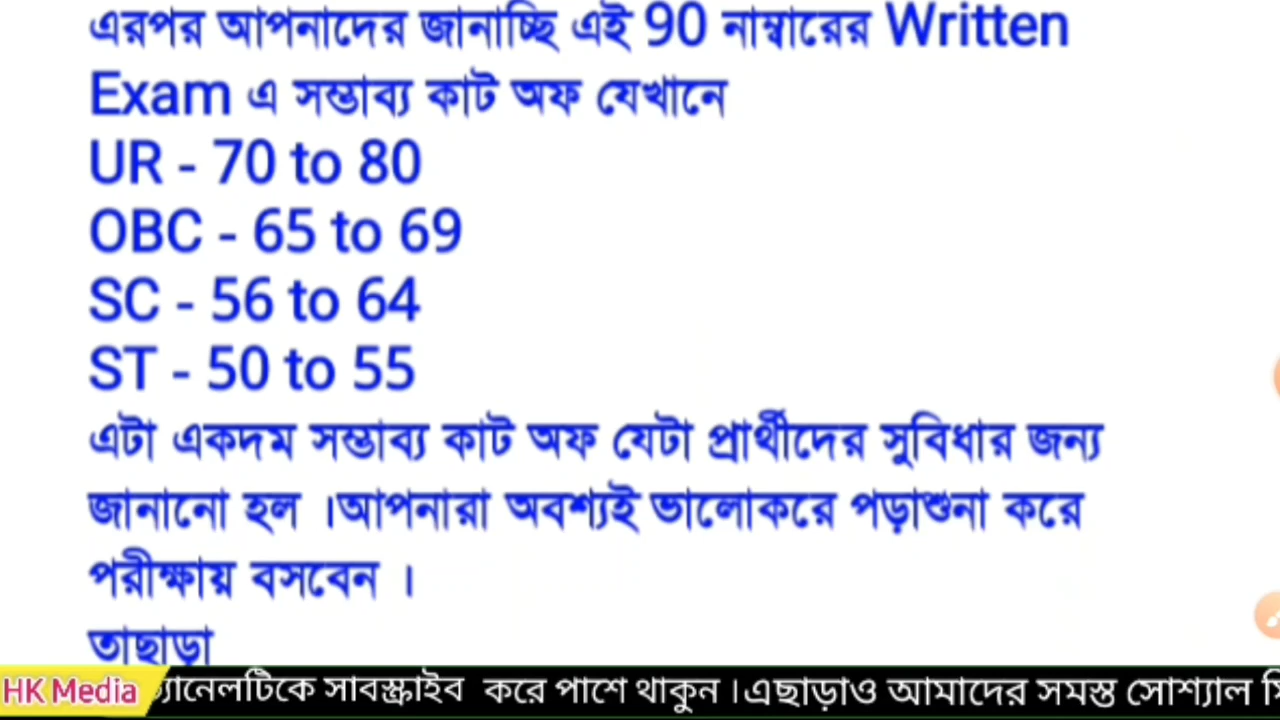 এরপর আপনাদের জানাচ্ছি এই 90 নাম্বারের Written
Exam এ সম্ভাব্য কাট অফ যেখানে
UR - 70 to 80
OBC - 65 to 69
SC - 56 to 64
ST - 50 to 55
এটা একদম সম্ভাব্য কাট অফ যেটা প্রার্থীদের সুবিধার জন্য
জানানো হল ।আপনারা অবশ্যই ভালোকরে পড়াশুনা করে
পরীক্ষায় বসবেন ।
তাছাড়া
HK Media ্যানেলটিকে সাবস্ক্রাইব করে পাশে থাকুন ।এছাড়াও আমাদের সমস্ত সোশ্যাল